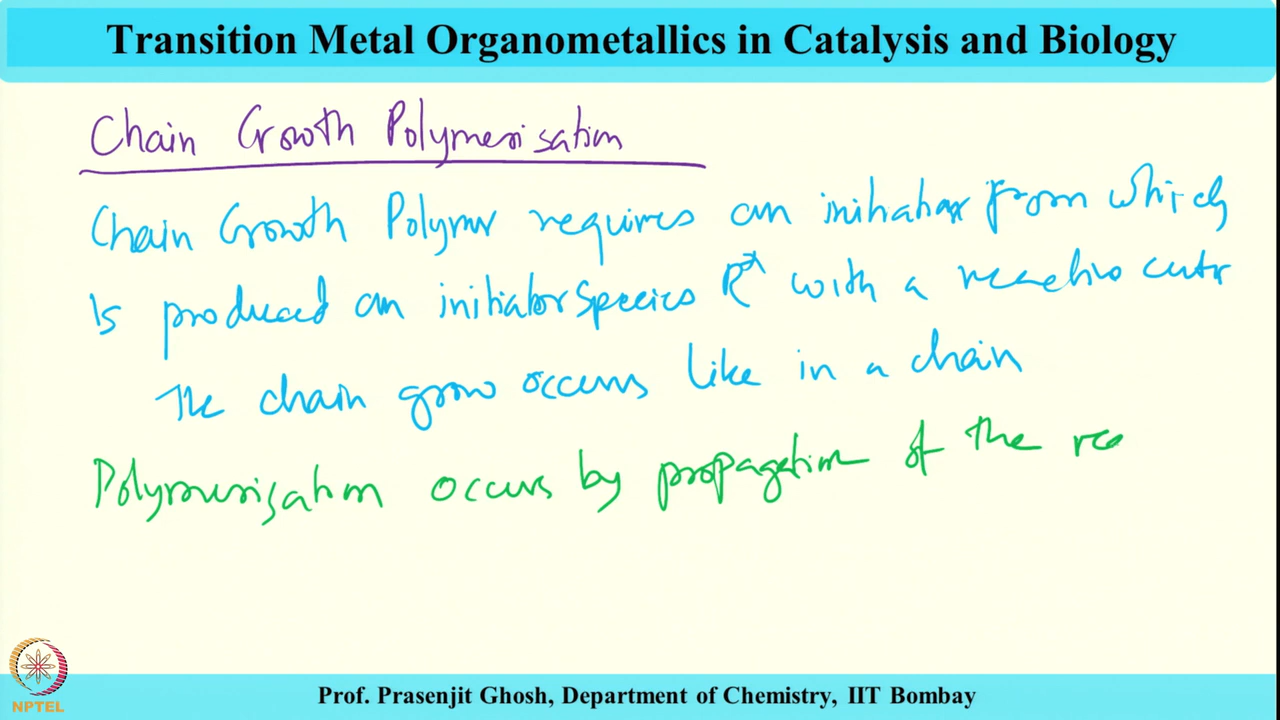 Transition Metal Organometallics in Catalysis and Biology
Chain Growth Polymerisation
Chain Growth Polymer requires an initiator from which
is produced an initiator species R* with a reactive centr
The chain grow occurs like in a chain
Polymerisation occurs by propagation of the rea
NPTEL
Prof. Prasenjit Ghosh, Department of Chemistry, IIT Bombay